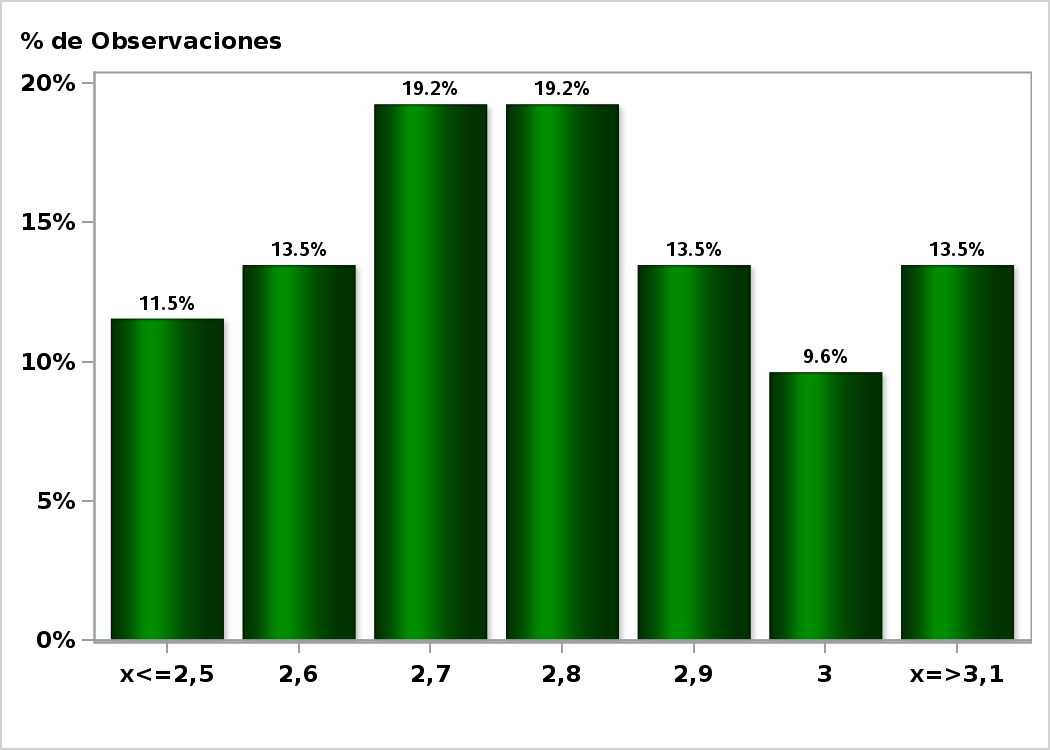 % de Observaciones
20%
19.2% 19.2%
15%
13.5% 13.5% 13.5%
11.5%
10%
9.6%
5%
0%
x<=2,5 2,6 2,7 2,8 2,9 3 x=>3,1